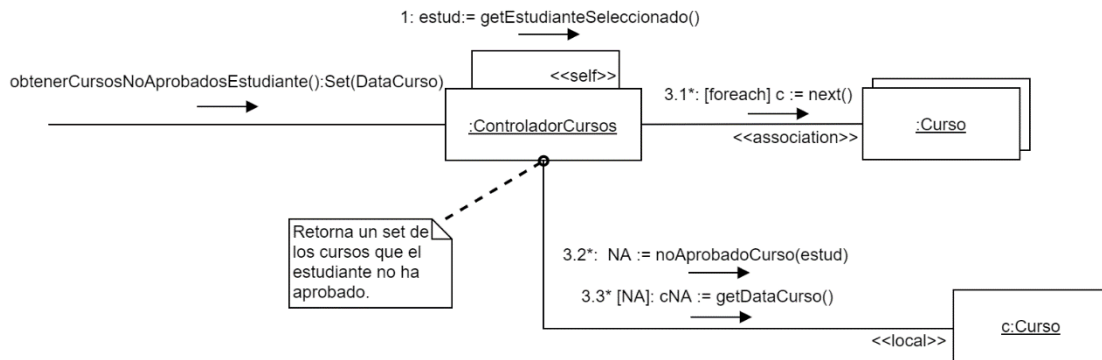 1: estud:= getEstudianteSeleccionado()
obtenerCursosNoAprobadosEstudiante():Set(DataCurso)
<<self>>
:ControladorCursos
3.1*: [foreach] c := next()
<<association>>
:Curso
Retorna un set de
los cursos que el
estudiante no ha
aprobado.
3.2*: NA := noAprobadoCurso(estud)
3.3* [NA]: cNA := getDataCurso()
<<local>>
c:Curso